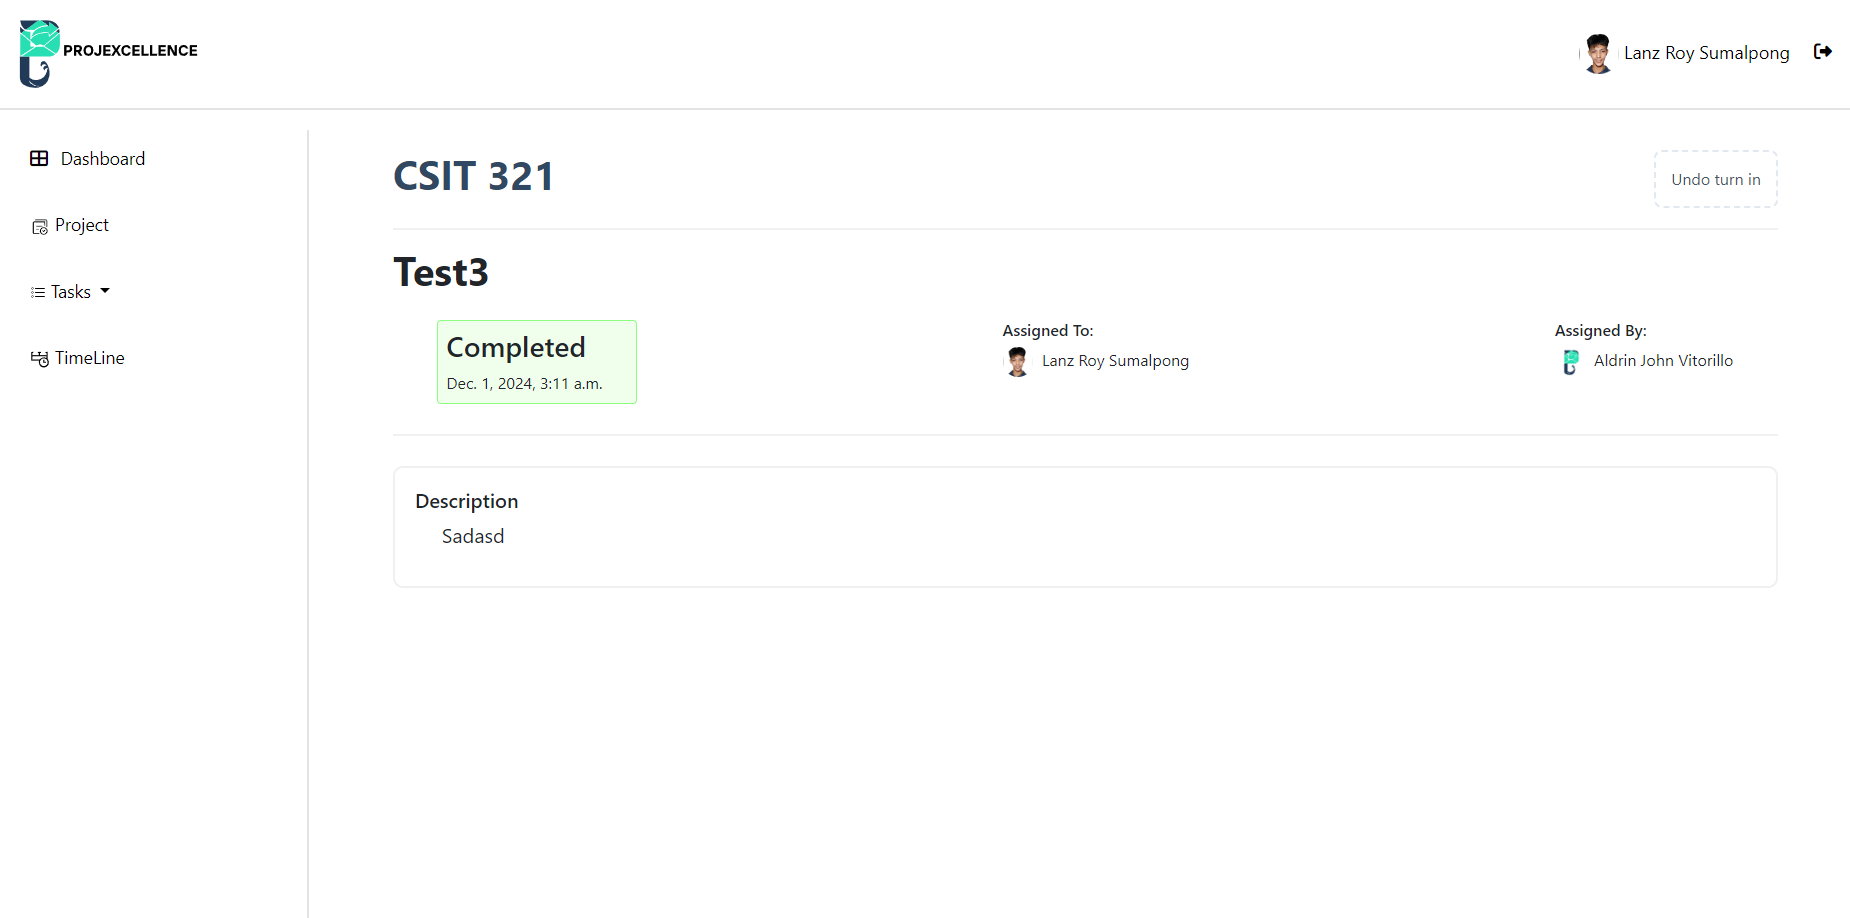 PROJEXCELLENCE
Lanz Roy Sumalpong
Dashboard
Project
Tasks
TimeLine
CSIT 321
Undo turn in
Test3
Completed
Dec. 1, 2024, 3:11 a.m.
Assigned To:
Lanz Roy Sumalpong
Assigned By:
Aldrin John Vitorillo
Description
Sadasd